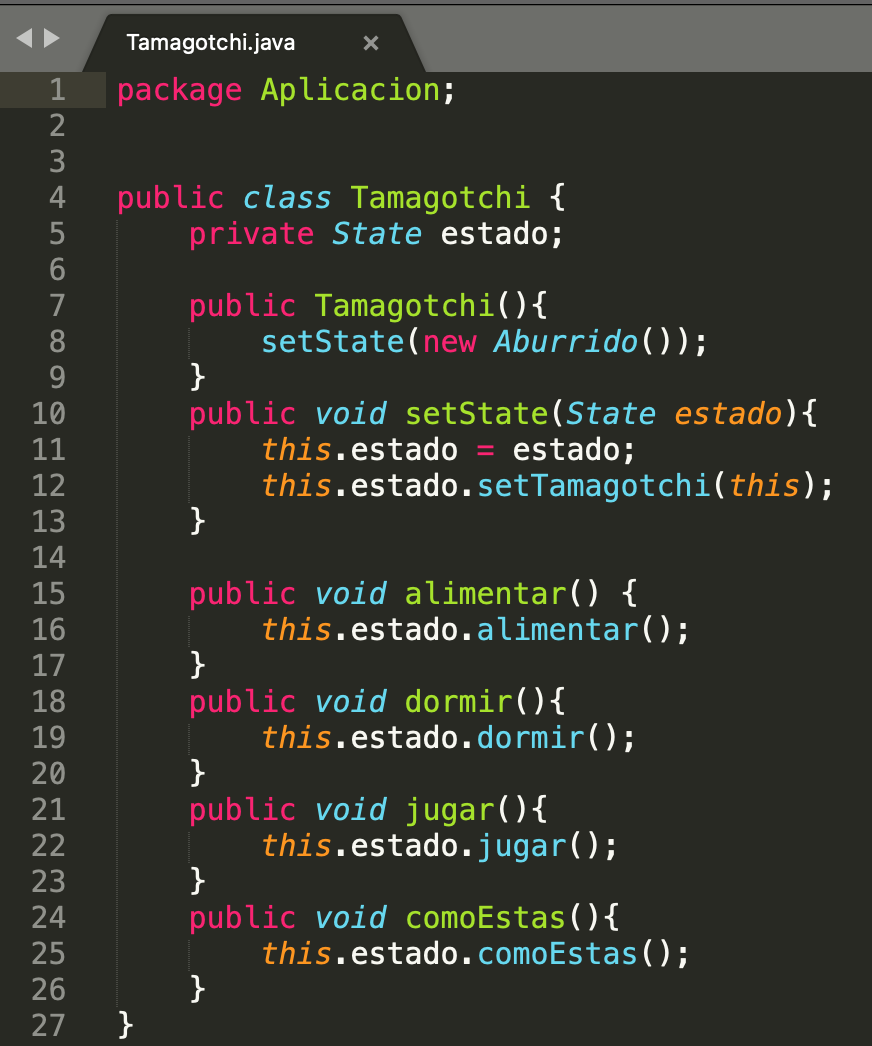 Tamagotchi.java ×
1 package Aplicacion;
2
3
4 public class Tamagotchi {
5     private State estado;
6
7     public Tamagotchi(){
8         setState(new Aburrido());
9     }
10     public void setState(State estado){
11         this.estado = estado;
12         this.estado.setTamagotchi(this);
13     }
14
15     public void alimentar() {
16         this.estado.alimentar();
17     }
18     public void dormir(){
19         this.estado.dormir();
20     }
21     public void jugar(){
22         this.estado.jugar();
23     }
24     public void comoEstas(){
25         this.estado.comoEstas();
26     }
27 }